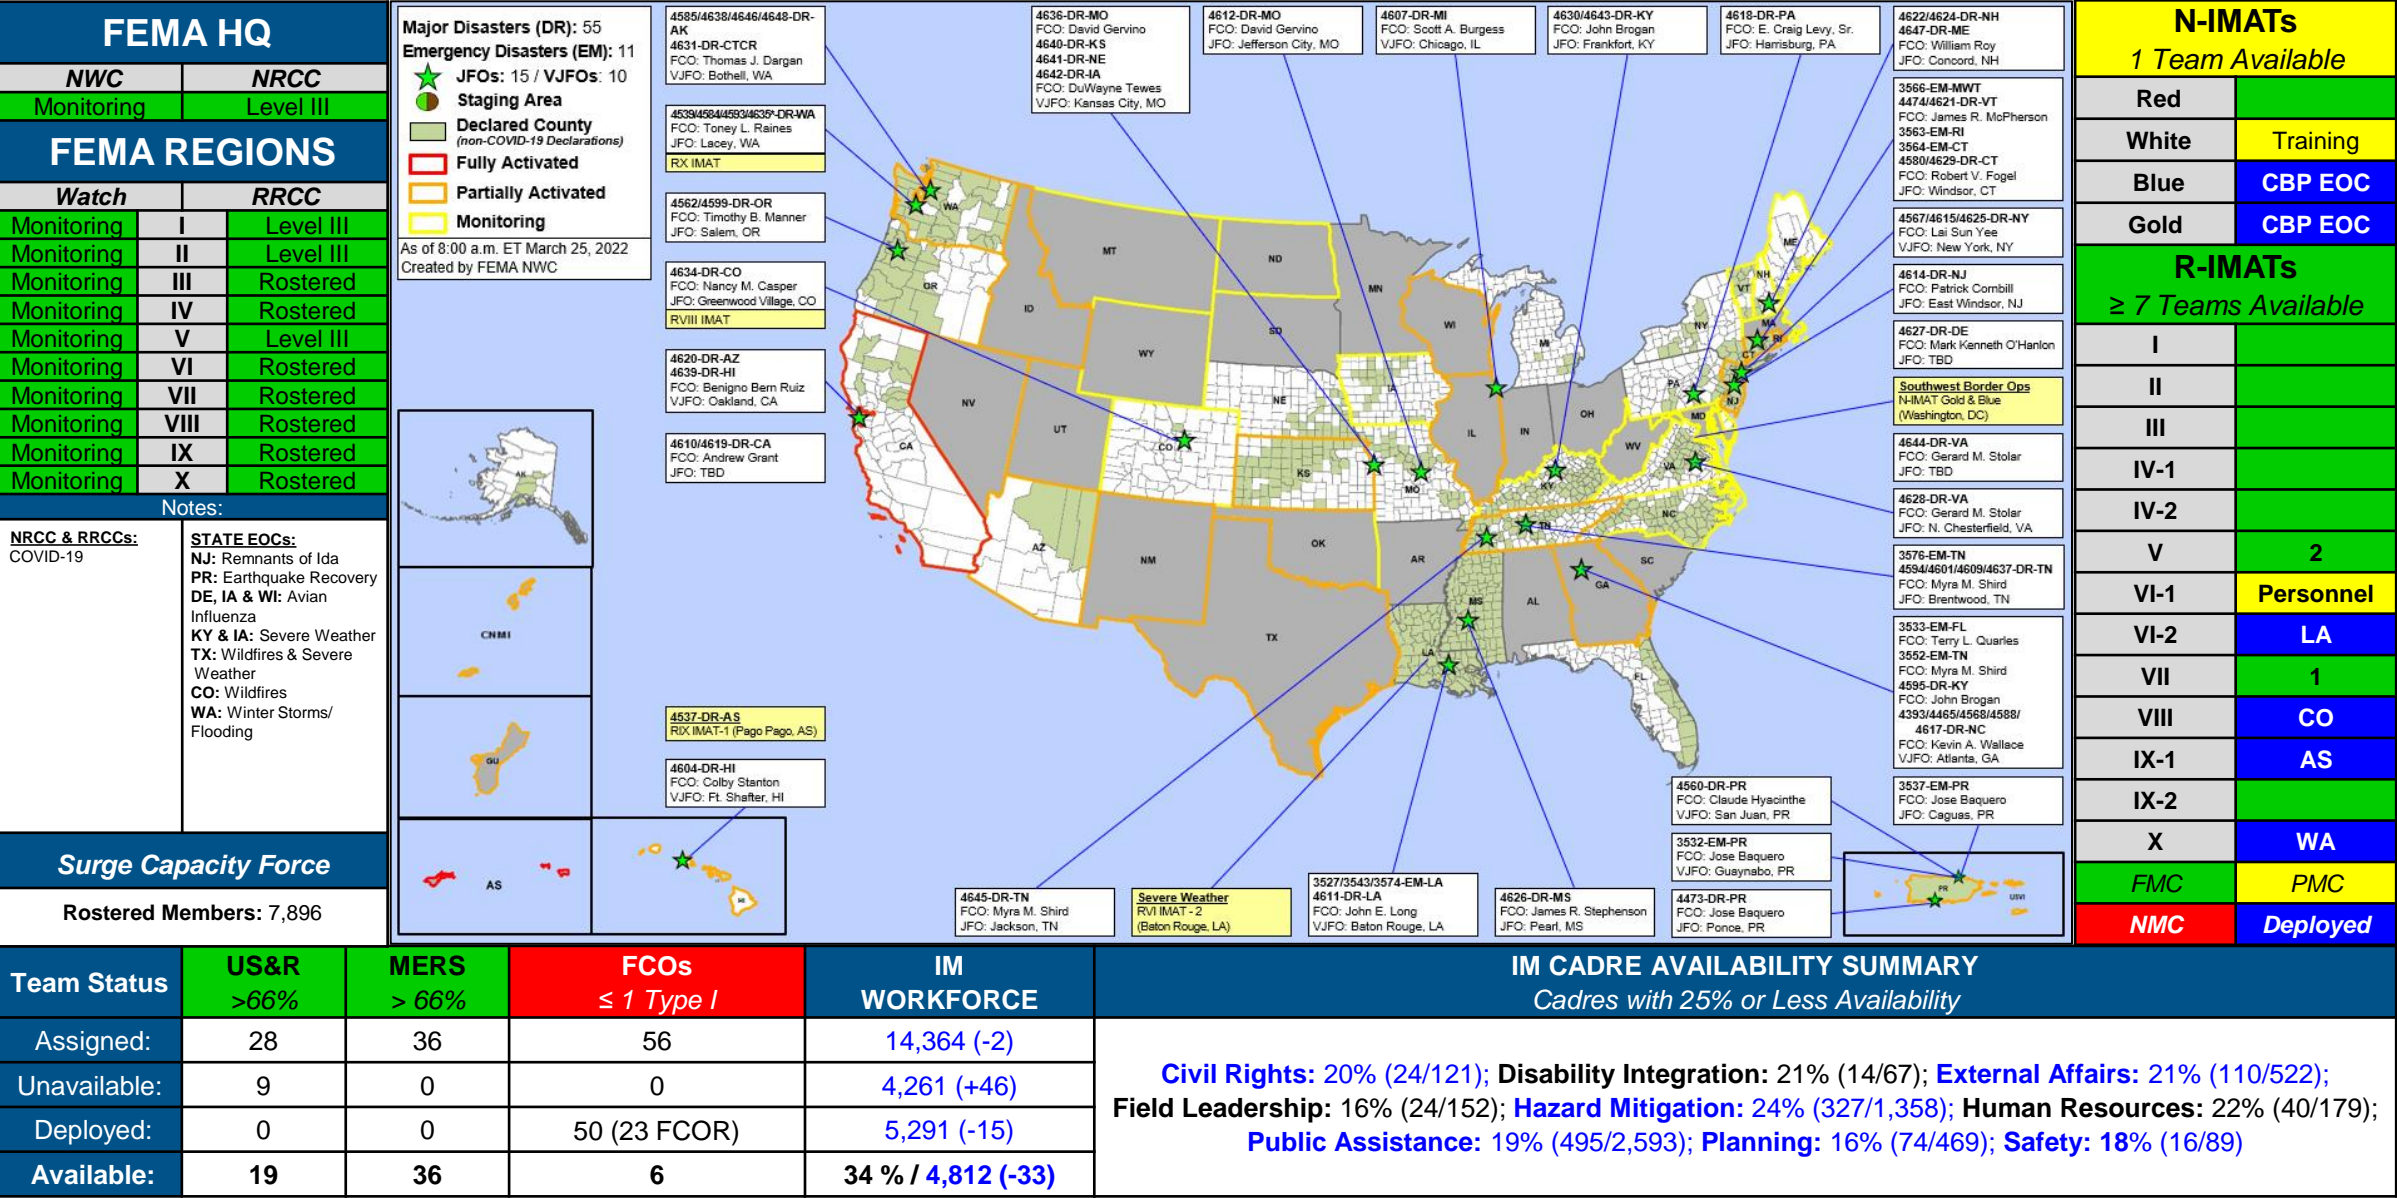 FEMA HQ
NWC NRCC
Monitoring Level III
FEMA REGIONS
Watch RRCC
Monitoring I Level III
Monitoring II Level III
Monitoring III Rostered
Monitoring IV Rostered
Monitoring V Level III
Monitoring VI Rostered
Monitoring VII Rostered
Monitoring VIII Rostered
Monitoring IX Rostered
Monitoring X Rostered
Notes:
NRCC & RRCCs:
COVID-19
STATE EOCs:
NJ: Remnants of Ida
PR: Earthquake Recovery
DE, IA & WI: Avian
Influenza
KY & IA: Severe Weather
TX: Wildfires & Severe
Weather
CO: Wildfires
WA: Winter Storms/
Flooding
Surge Capacity Force
Rostered Members: 7,896
Major Disasters (DR): 55
Emergency Disasters (EM): 11
JFOs: 15 / VJFOs: 10
Staging Area
Declared County
(non-COVID-19 Declarations)
Fully Activated
Partially Activated
Monitoring
As of 8:00 a.m. ET March 25, 2022
Created by FEMA NWC
4585/4638/4646/4648-DR-
AK
4631-DR-CTCR
FCO: Thomas J. Dargan
VJFO: Bothell, WA
4539/4584/4593/4635*-DR-WA
FCO: Toney L. Raines
JFO: Lacey, WA
RX IMAT
4562/4599-DR-OR
FCO: Timothy B. Manner
JFO: Salem, OR
4634-DR-CO
FCO: Nancy M. Casper
JFO: Greenwood Village, CO
RVIII IMAT
4620-DR-AZ
4639-DR-HI
FCO: Benigno Bern Ruiz
VJFO: Oakland, CA
4610/4619-DR-CA
FCO: Andrew Grant
JFO: TBD
4537-DR-AS
RIX IMAT-1 (Pago Pago, AS)
4604-DR-HI
FCO: Colby Stanton
VJFO: Ft. Shafter, HI
4636-DR-MO
FCO: David Gervino
4640-DR-KS
4641-DR-NE
4642-DR-IA
FCO: DuWayne Tewes
VJFO: Kansas City, MO
4612-DR-MO
FCO: David Gervino
JFO: Jefferson City, MO
4607-DR-MI
FCO: Scott A. Burgess
VJFO: Chicago, IL
4630/4643-DR-KY
FCO: John Brogan
JFO: Frankfort, KY
4618-DR-PA
FCO: E. Craig Levy, Sr.
JFO: Harrisburg, PA
4622/4624-DR-NH
4647-DR-ME
FCO: William Roy
JFO: Concord, NH
3566-EM-MWT
4474/4621-DR-VT
FCO: James R. McPherson
3563-EM-RI
3564-EM-CT
4580/4629-DR-CT
FCO: Robert V. Fogel
JFO: Windsor, CT
4567/4615/4625-DR-NY
FCO: Lai Sun Yee
VJFO: New York, NY
4614-DR-NJ
FCO: Patrick Cornbill
JFO: East Windsor, NJ
4627-DR-DE
FCO: Mark Kenneth O'Hanlon
JFO: TBD
Southwest Border Ops
N-IMAT Gold & Blue
(Washington, DC)
4644-DR-VA
FCO: Gerard M. Stolar
JFO: TBD
4628-DR-VA
FCO: Gerard M. Stolar
JFO: N. Chesterfield, VA
3576-EM-TN
4594/4601/4609/4637-DR-TN
FCO: Myra M. Shird
JFO: Brentwood, TN
3533-EM-FL
FCO: Terry L. Quarles
3552-EM-TN
FCO: Myra M. Shird
4595-DR-KY
FCO: John Brogan
4393/4465/4568/4588/
4617-DR-NC
FCO: Kevin A. Wallace
VJFO: Atlanta, GA
4560-DR-PR
FCO: Claude Hyacinthe
VJFO: San Juan, PR
3537-EM-PR
FCO: Jose Baquero
JFO: Caguas, PR
3532-EM-PR
FCO: Jose Baquero
VJFO: Guaynabo, PR
4473-DR-PR
FCO: Jose Baquero
JFO: Ponce, PR
4645-DR-TN
FCO: Myra M. Shird
JFO: Jackson, TN
Severe Weather
RVI IMAT - 2
(Baton Rouge, LA)
3527/3543/3574-EM-LA
4611-DR-LA
FCO: John E. Long
VJFO: Baton Rouge, LA
4626-DR-MS
FCO: James R. Stephenson
JFO: Pearl, MS
WA
MT
ND
MN
ME
OR
ID
WY
SD
WI
MI
NY
VT
NH
MA
RI
CT
NV
UT
CO
NE
IA
IL
IN
OH
PA
NJ
MD
WV
VA
CA
AZ
NM
KS
MO
KY
OK
AR
TN
NC
SC
TX
LA
MS
AL
GA
FL
AK
CNMI
GU
AS
HI
PR
USVI
N-IMATs
1 Team Available
Red
White Training
Blue CBP EOC
Gold CBP EOC
R-IMATs
≥ 7 Teams Available
I
II
III
IV-1
IV-2
V 2
VI-1 Personnel
VI-2 LA
VII 1
VIII CO
IX-1 AS
IX-2
X WA
FMC PMC
NMC Deployed
Team Status US&R >66% MERS > 66% FCOs ≤ 1 Type I IM WORKFORCE
Assigned: 28 36 56 14,364 (-2)
Unavailable: 9 0 0 4,261 (+46)
Deployed: 0 0 50 (23 FCOR) 5,291 (-15)
Available: 19 36 6 34 % / 4,812 (-33)
IM CADRE AVAILABILITY SUMMARY
Cadres with 25% or Less Availability
Civil Rights: 20% (24/121); Disability Integration: 21% (14/67); External Affairs: 21% (110/522);
Field Leadership: 16% (24/152); Hazard Mitigation: 24% (327/1,358); Human Resources: 22% (40/179);
Public Assistance: 19% (495/2,593); Planning: 16% (74/469); Safety: 18% (16/89)